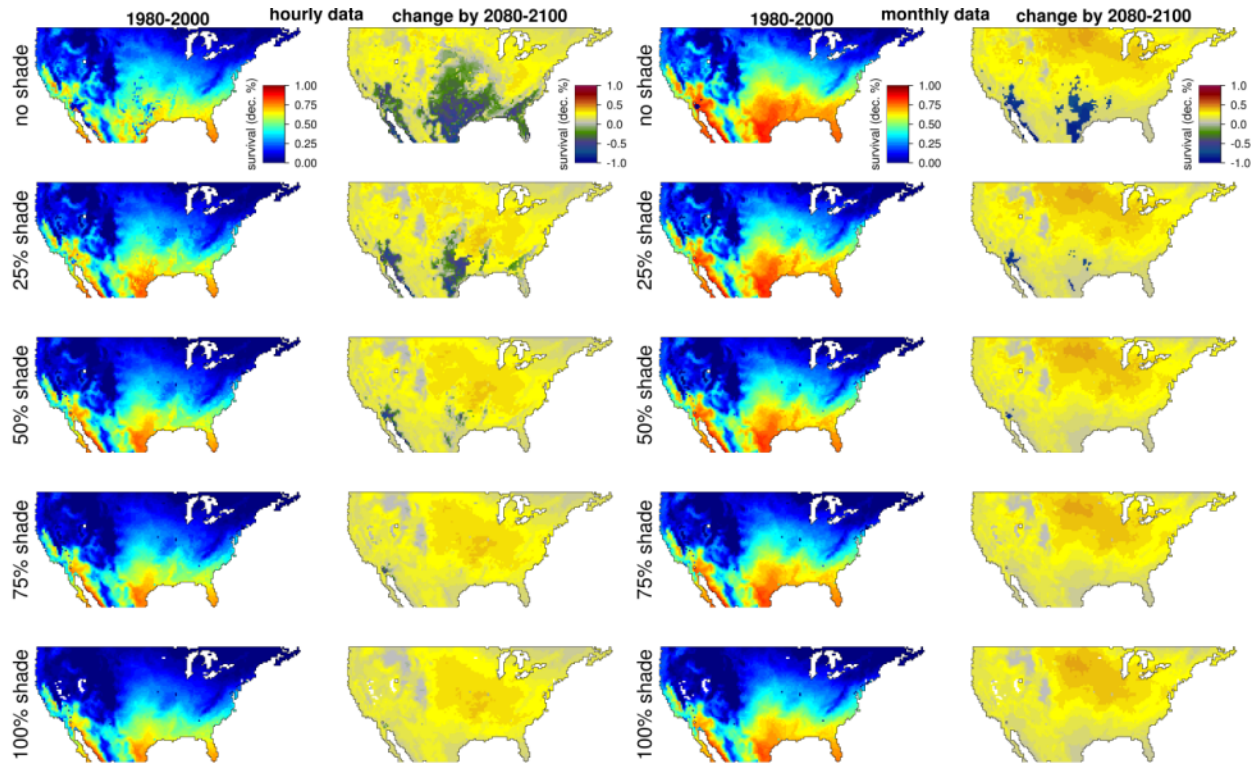 1980-2000 hourly data change by 2080-2100 1980-2000 monthly data change by 2080-2100
no shade
survival (dec. %)
1.00
0.75
0.50
0.25
0.00
survival (dec. %)
1.0
0.5
0.0
-0.5
-1.0
no shade
survival (dec. %)
1.00
0.75
0.50
0.25
0.00
survival (dec. %)
1.0
0.5
0.0
-0.5
-1.0
25% shade
25% shade
50% shade
50% shade
75% shade
75% shade
100% shade
100% shade